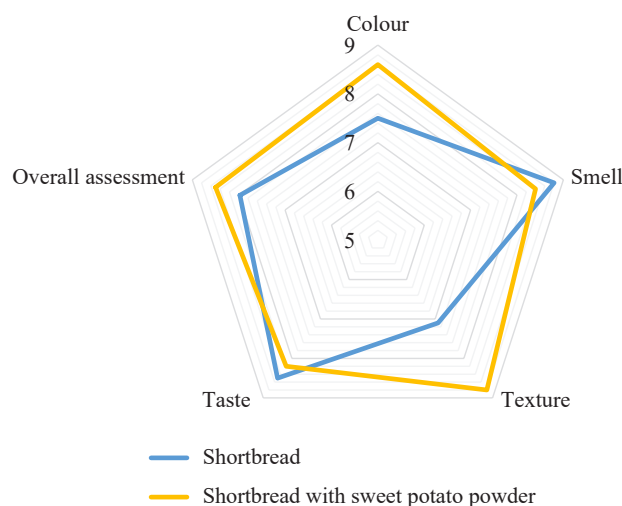 Colour
9
8
7
6
5
Smell
Overall assessment
Taste
Texture
Shortbread
Shortbread with sweet potato powder